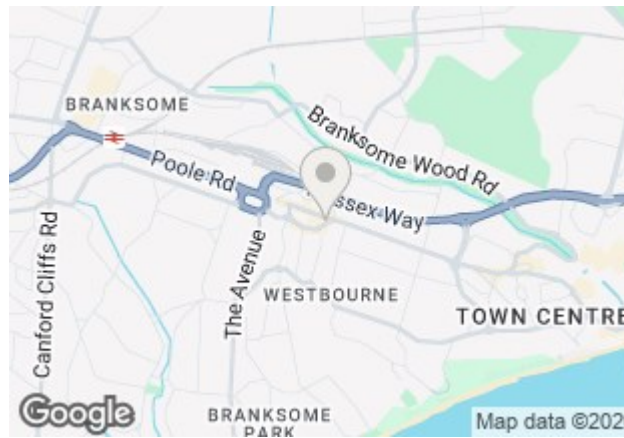 BRANKSOME
Branksome Wood Rd
Poole Rd
ssex Way
Canford Cliffs Rd
The Avenue
WESTBOURNE
TOWN CENTRE
BRANKSOME
PARK
Google
Map data ©202